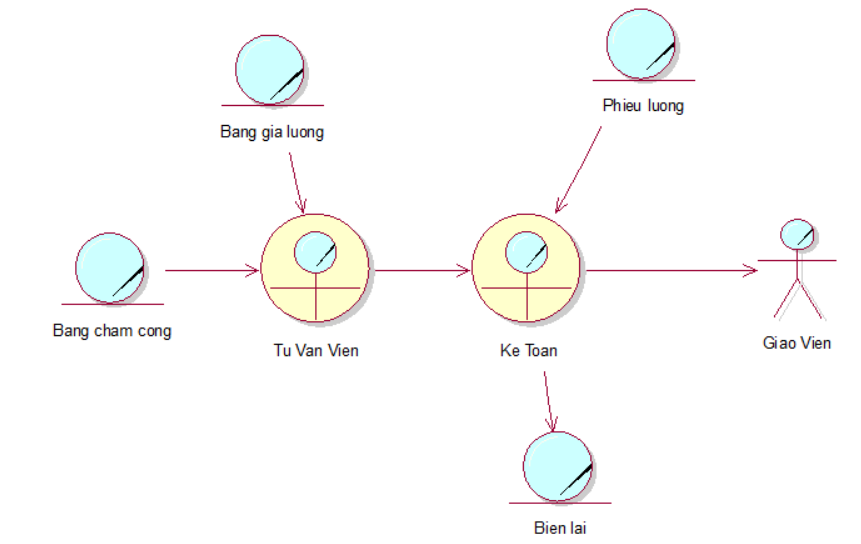 Phieu luong
Bang gia luong
Bang cham cong
Tu Van Vien
Ke Toan
Giao Vien
Bien lai